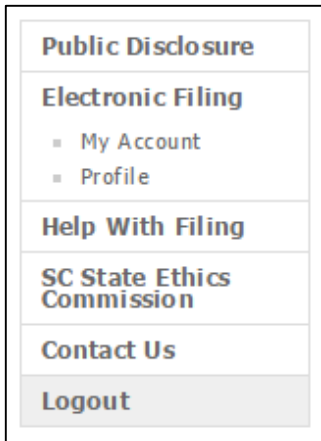 Public Disclosure
Electronic Filing
My Account
Profile
Help With Filing
SC State Ethics
Commission
Contact Us
Logout